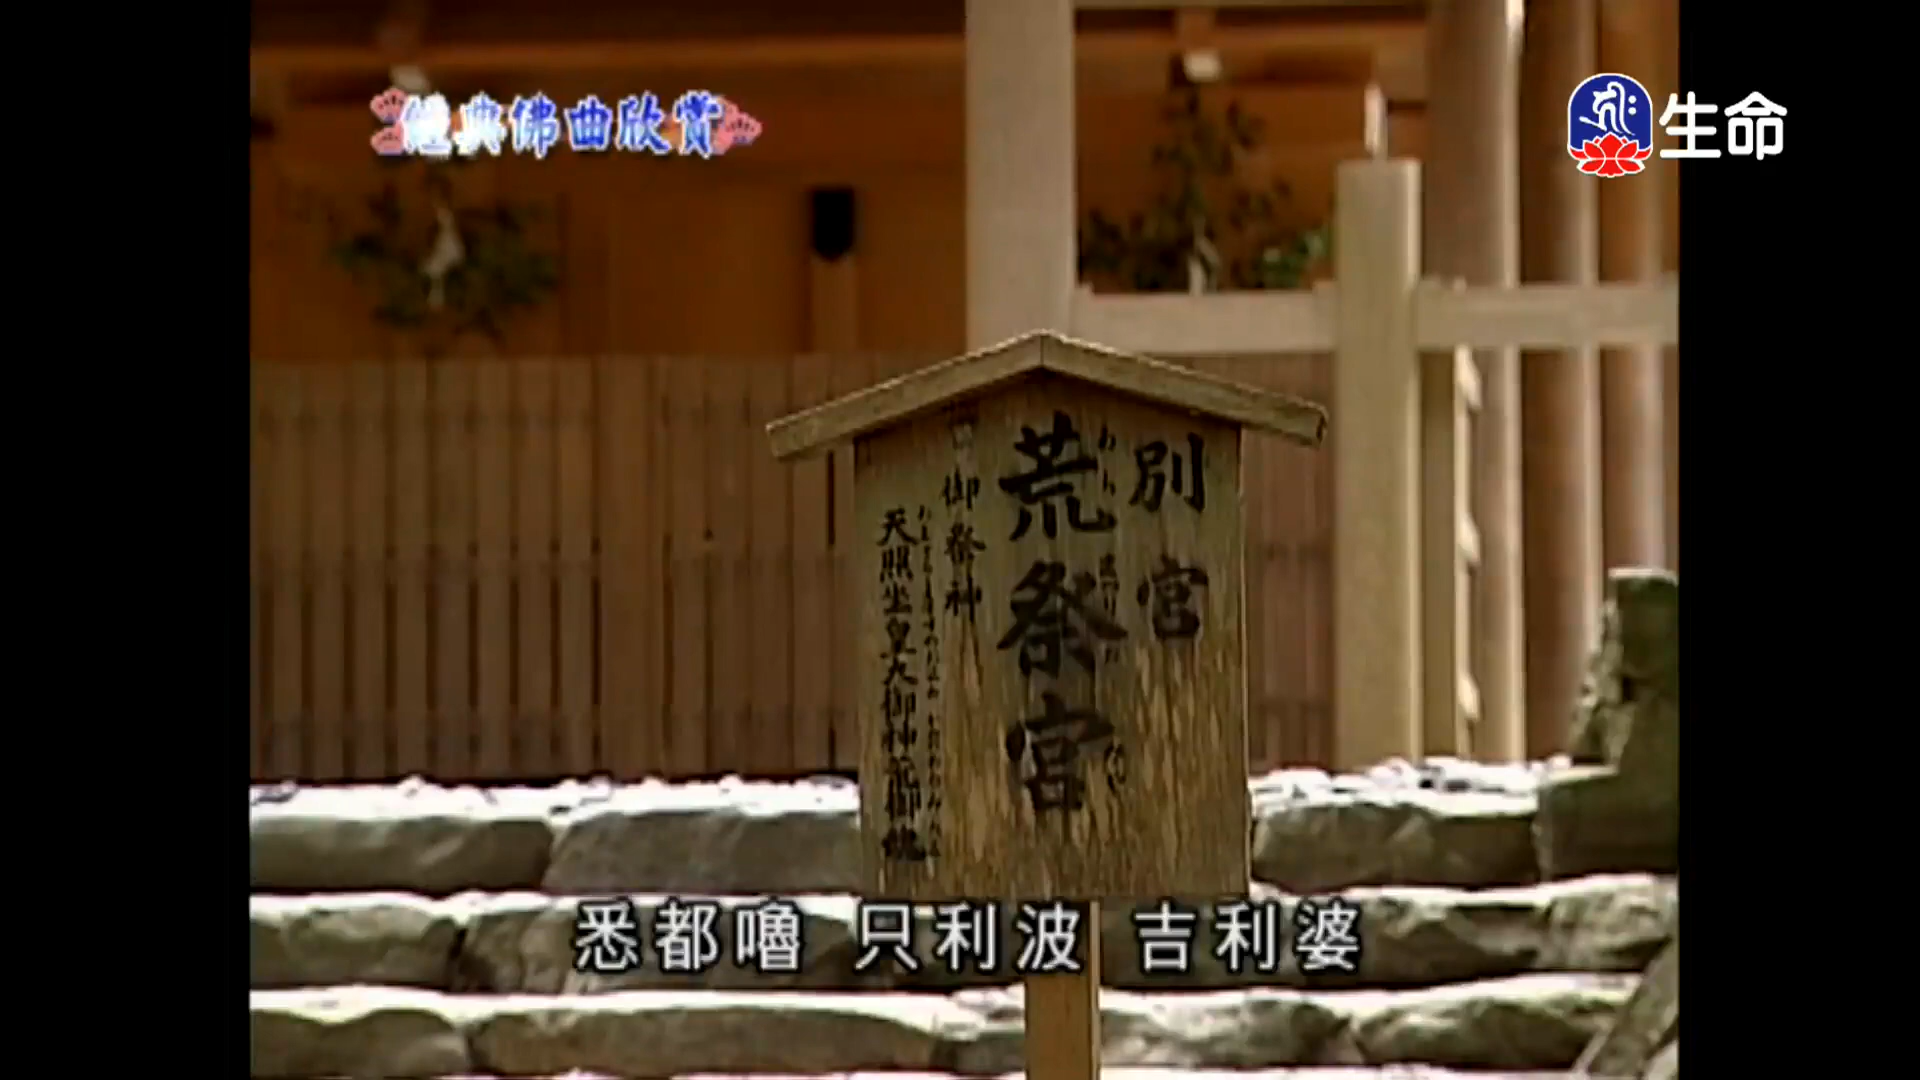 經典佛曲欣賞
生命
別宮
荒祭宮
御祭神
天照坐皇大御神荒御魂
悉都嚕 只利波 吉利婆